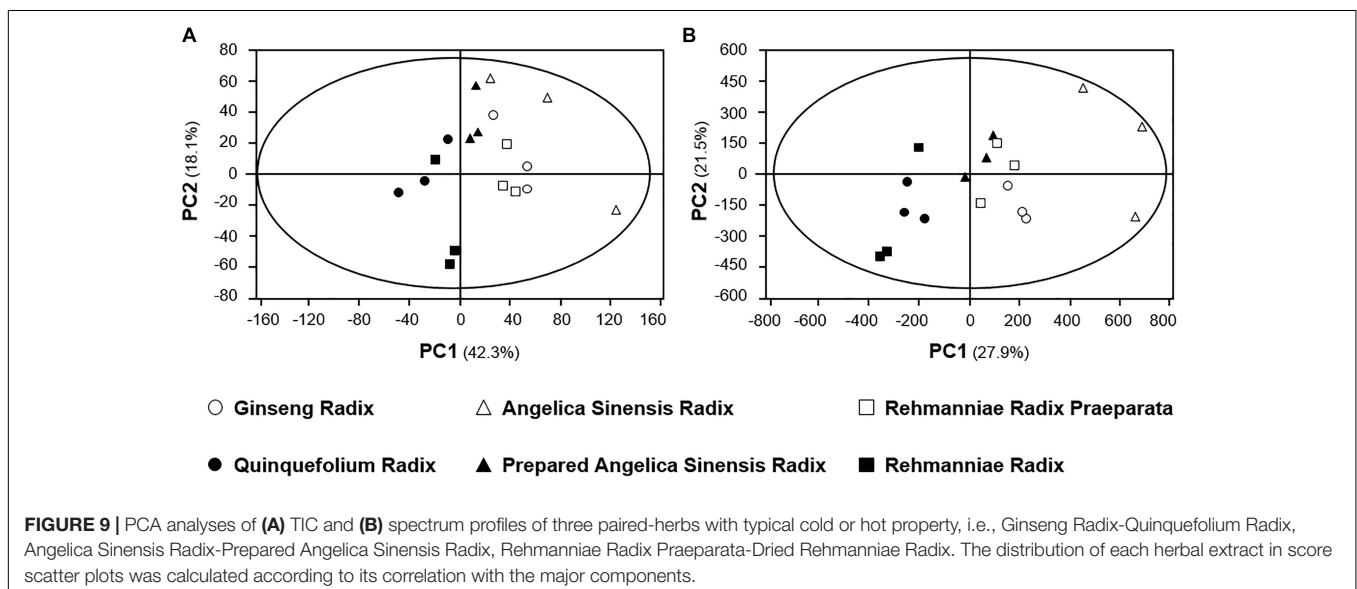 A
B
80
60
40
20
0
-20
-40
-60
-80
PC2 (18.1%)
-160 -120 -80 -40 0 40 80 120 160
PC1 (42.3%)
600
450
300
150
0
-150
-300
-450
-600
PC2 (21.5%)
-800 -600 -400 -200 0 200 400 600 800
PC1 (27.9%)
Ginseng Radix
Angelica Sinensis Radix
Rehmanniae Radix Praeparata
Quinquefolium Radix
Prepared Angelica Sinensis Radix
Rehmanniae Radix
FIGURE 9 | PCA analyses of (A) TIC and (B) spectrum profiles of three paired-herbs with typical cold or hot property, i.e., Ginseng Radix-Quinquefolium Radix,
Angelica Sinensis Radix-Prepared Angelica Sinensis Radix, Rehmanniae Radix Praeparata-Dried Rehmanniae Radix. The distribution of each herbal extract in score
scatter plots was calculated according to its correlation with the major components.